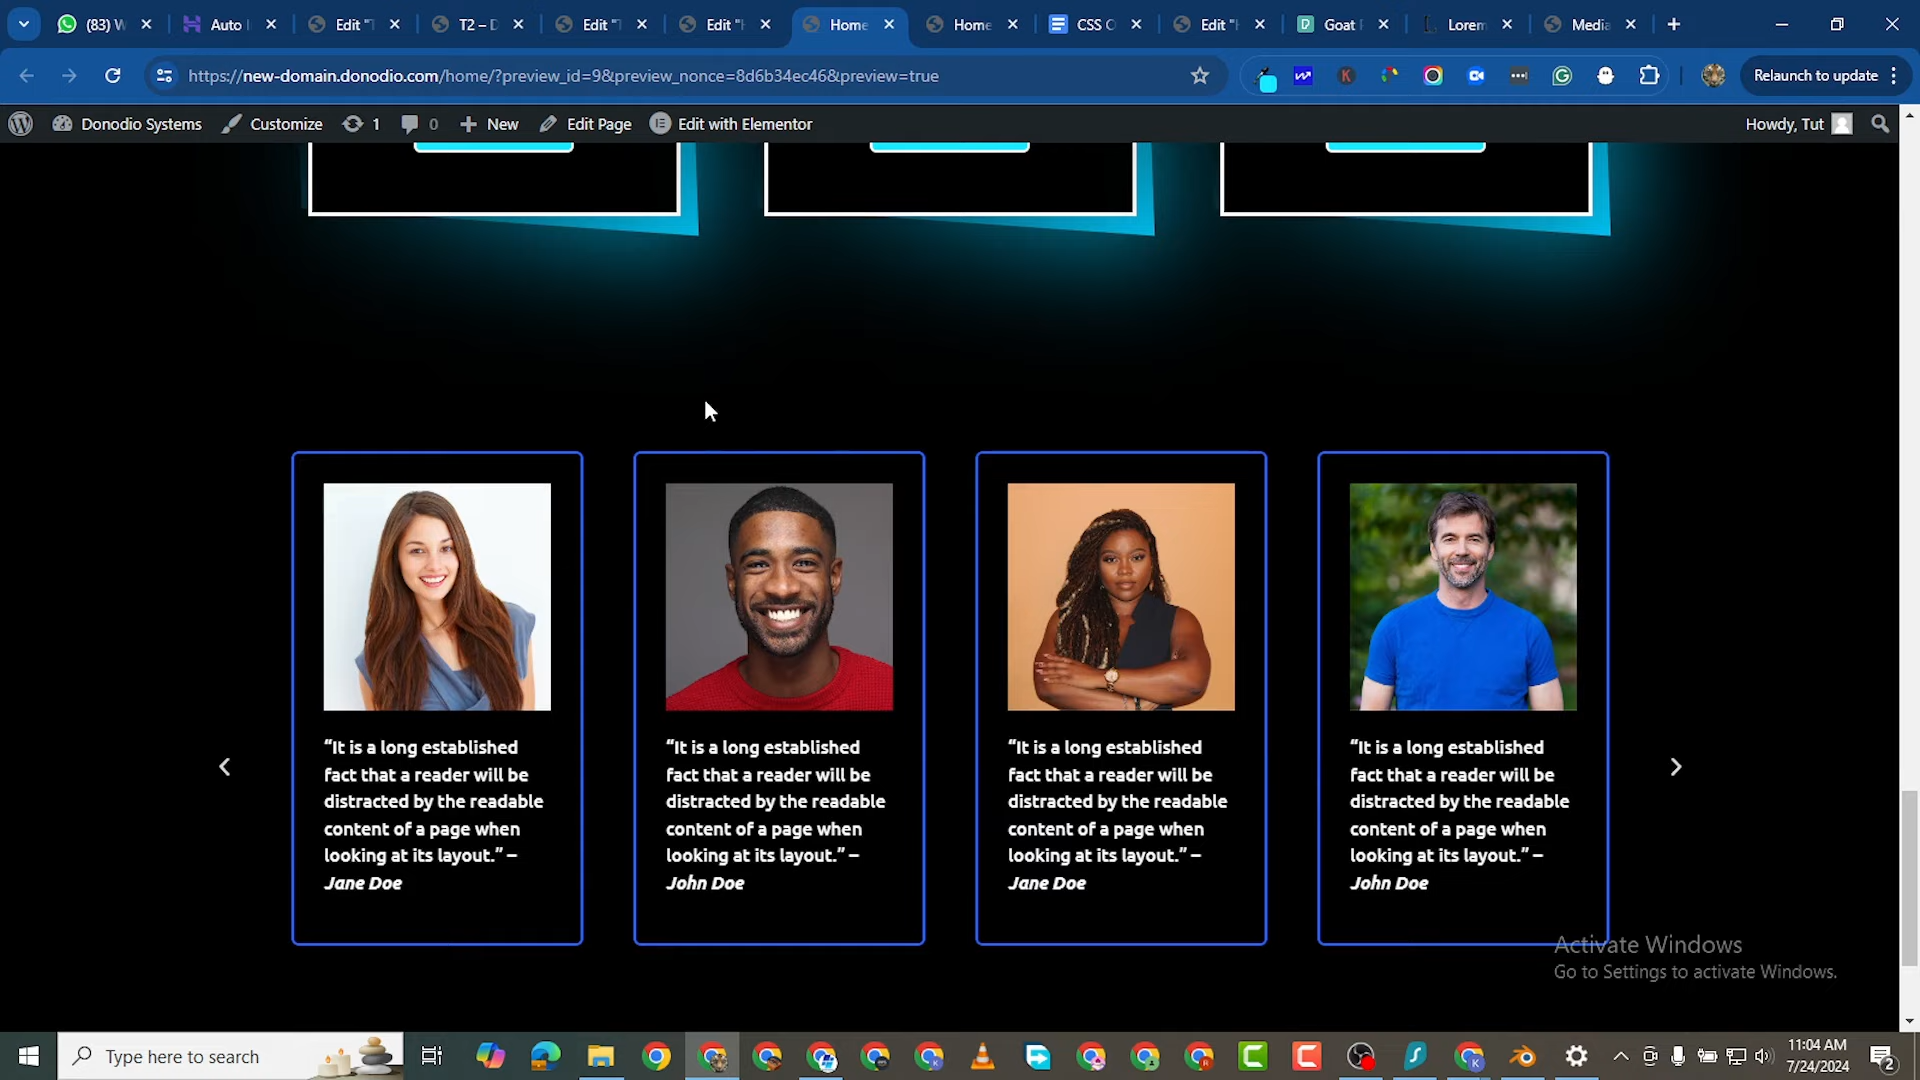 (83) W
Auto
Edit "T
T2 – D
Edit "T
Edit "H
Home
Home
CSS C
Edit "H
Goat
Lorem
Media
https://new-domain.donodio.com/home/?preview_id=9&preview_nonce=8d6b34ec46&preview=true
Relaunch to update
Donodio Systems
Customize
1
0
New
Edit Page
Edit with Elementor
Howdy, Tut
“It is a long established
fact that a reader will be
distracted by the readable
content of a page when
looking at its layout.” –
Jane Doe
“It is a long established
fact that a reader will be
distracted by the readable
content of a page when
looking at its layout.” –
John Doe
“It is a long established
fact that a reader will be
distracted by the readable
content of a page when
looking at its layout.” –
Jane Doe
“It is a long established
fact that a reader will be
distracted by the readable
content of a page when
looking at its layout.” –
John Doe
Activate Windows
Go to Settings to activate Windows.
Type here to search
11:04 AM
7/24/2024
2